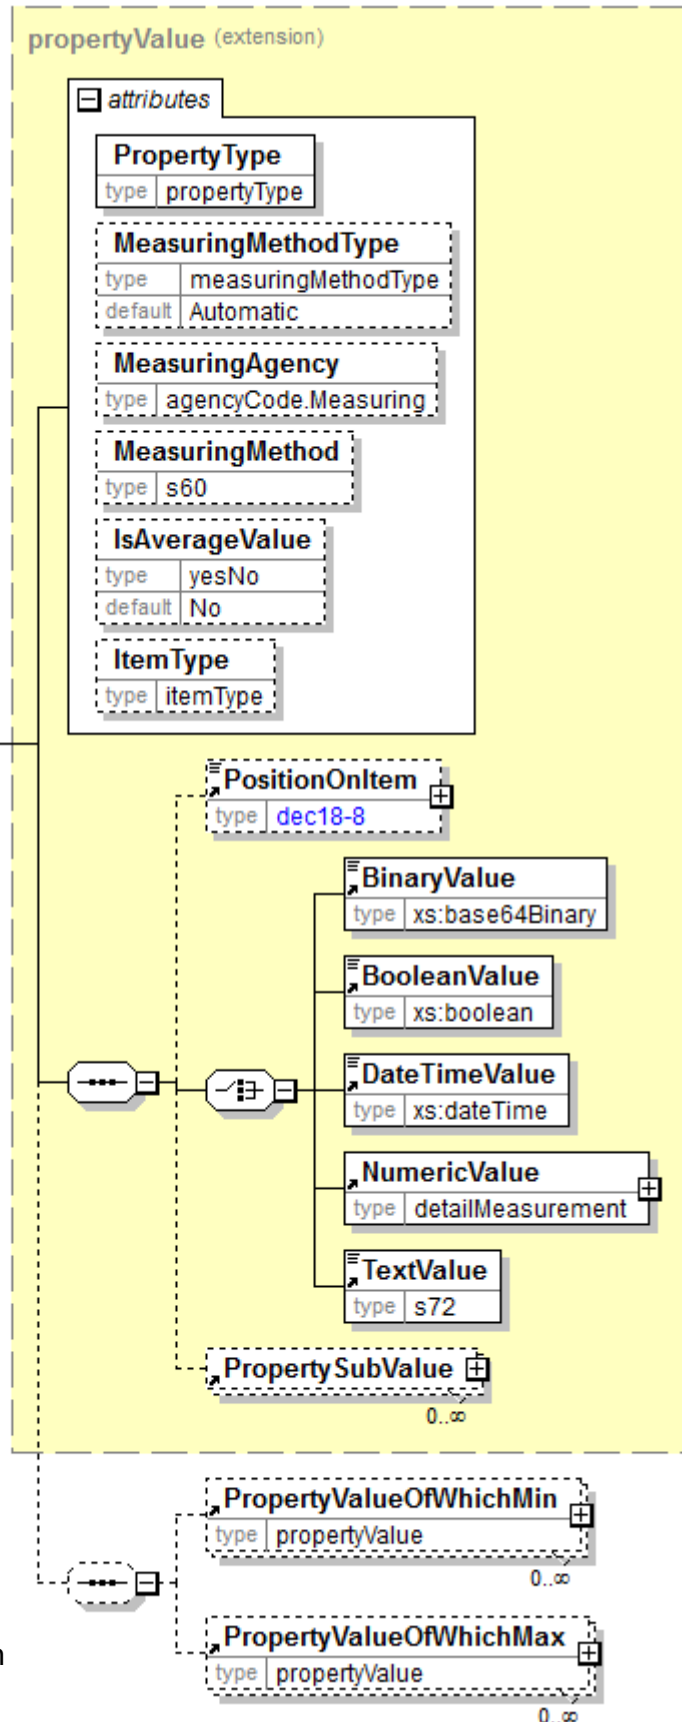 propertyValue (extension)
attributes
PropertyType
type propertyType
MeasuringMethodType
type measuringMethodType
default Automatic
MeasuringAgency
type agencyCode.Measuring
MeasuringMethod
type s60
IsAverageValue
type yesNo
default No
ItemType
type itemType
PositionOnItem
type dec18-8
BinaryValue
type xs:base64Binary
BooleanValue
type xs:boolean
DateTimeValue
type xs:dateTime
NumericValue
type detailMeasurement
TextValue
type s72
PropertySubValue
0..∞
PropertyValueOfWhichMin
type propertyValue
0..∞
PropertyValueOfWhichMax
n
type propertyValue
0..∞